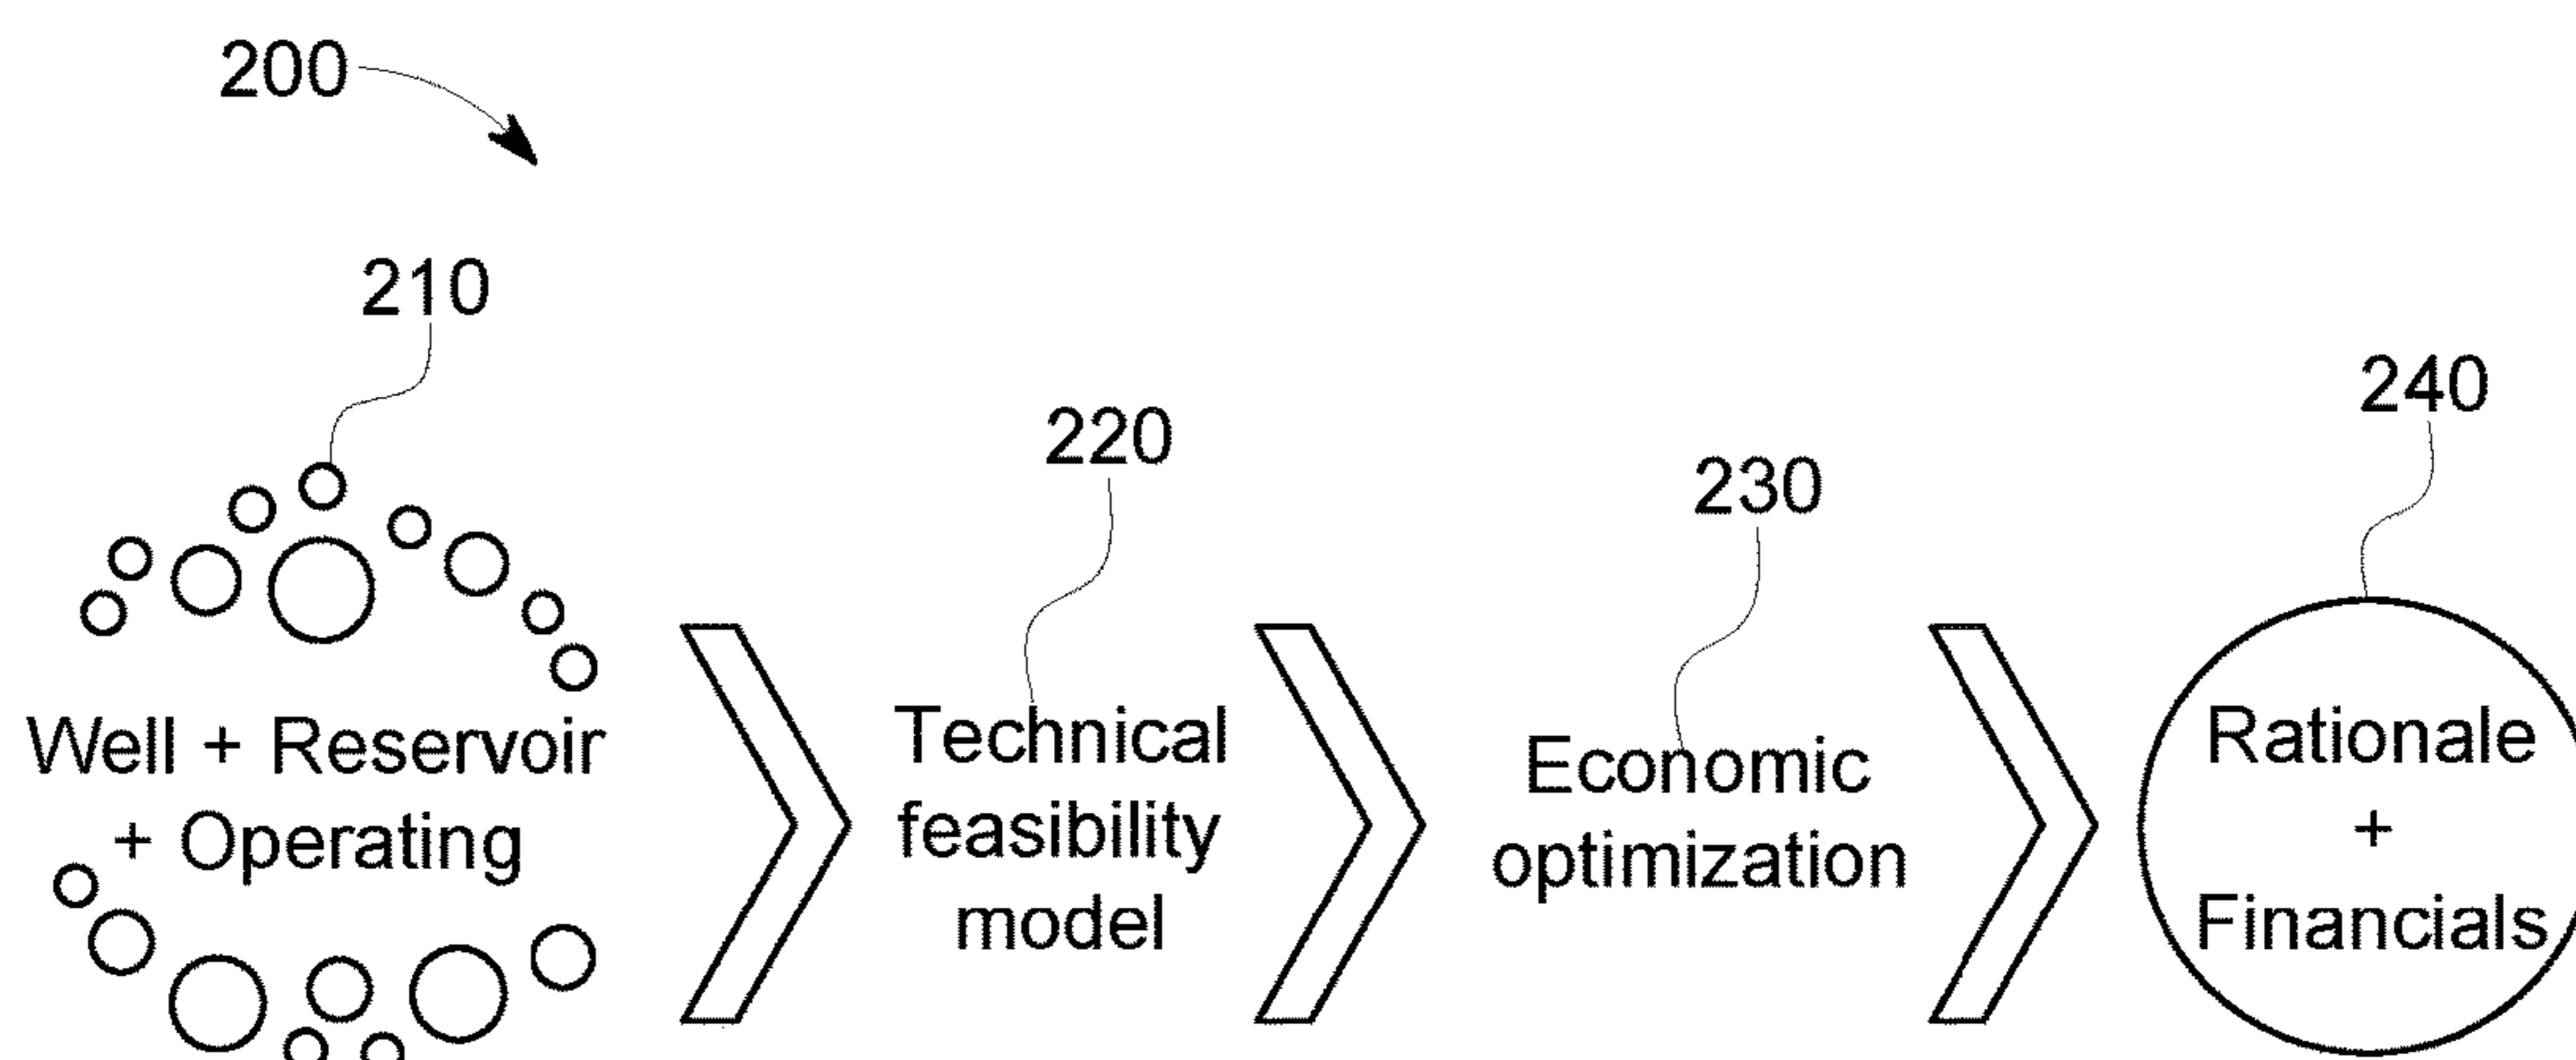 200
210
220
230
240
Well + Reservoir
+ Operating
Technical
feasibility
model
Economic
optimization
Rationale
+
Financials